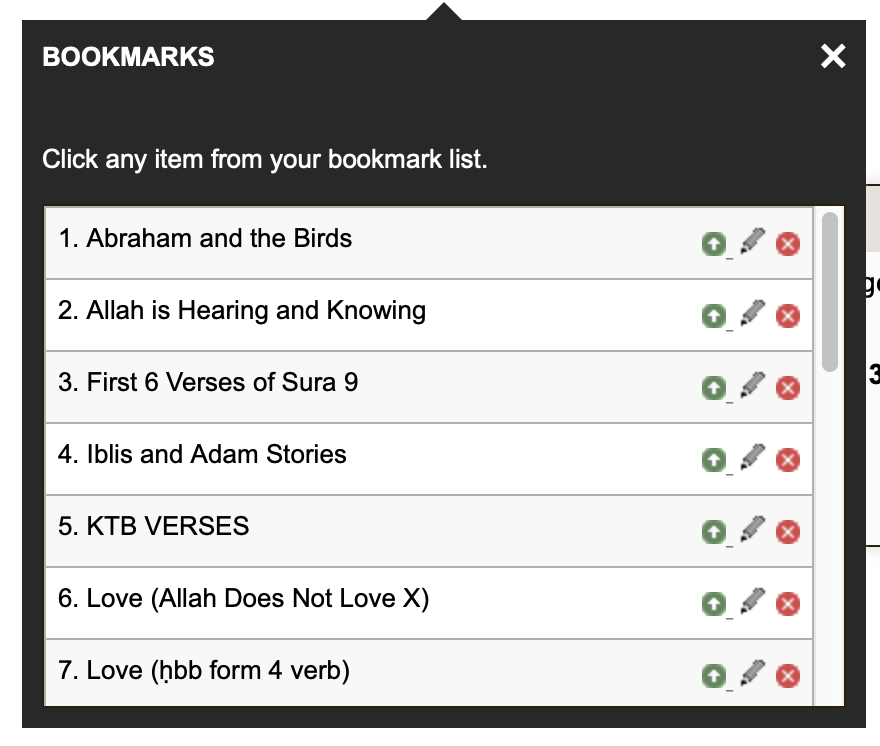 BOOKMARKS
Click any item from your bookmark list.
1. Abraham and the Birds
2. Allah is Hearing and Knowing
3. First 6 Verses of Sura 9
4. Iblis and Adam Stories
5. KTB VERSES
6. Love (Allah Does Not Love X)
7. Love (ḥbb form 4 verb)